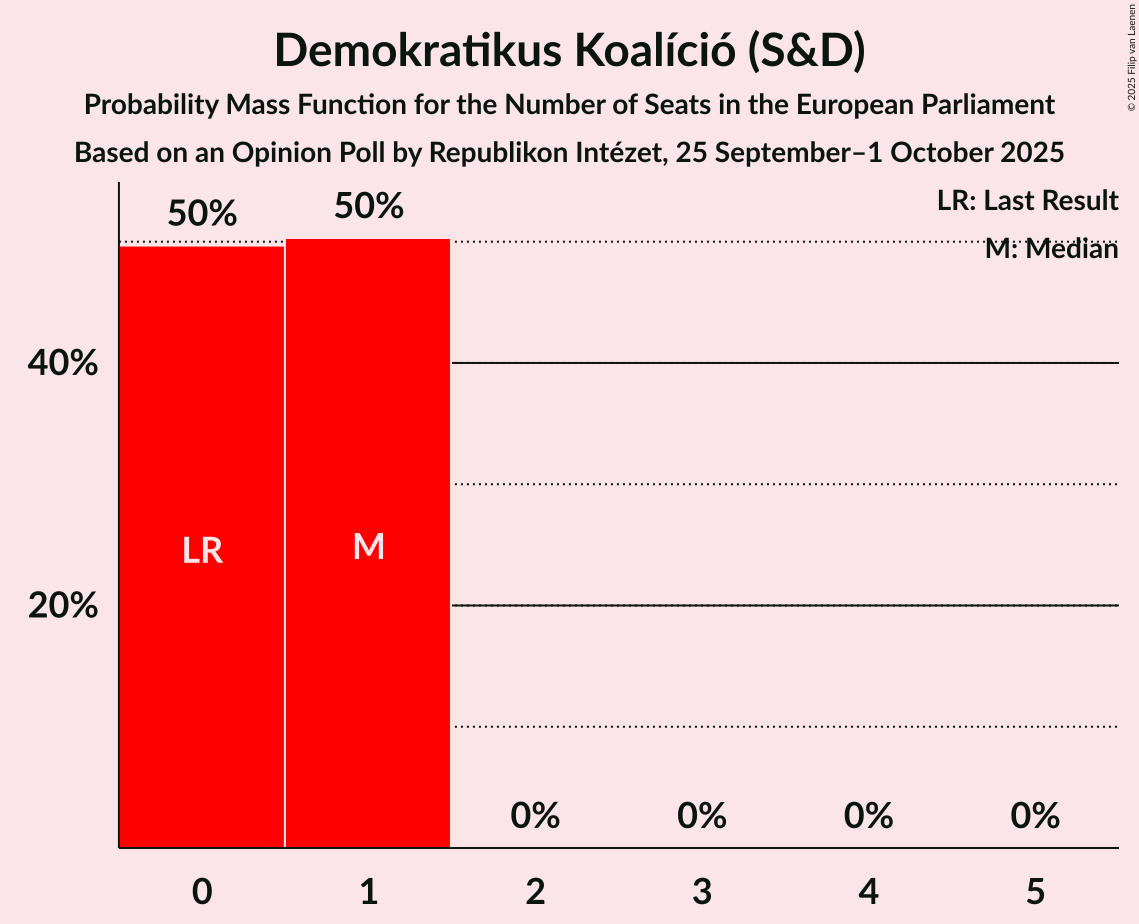 Demokratikus Koalíció (S&D)
Probability Mass Function for the Number of Seats in the European Parliament
Based on an Opinion Poll by Republikon Intézet, 25 September–1 October 2025
© 2025 Filip van Laenen
LR: Last Result
M: Median
50%
50%
40%
20%
LR
M
0%
0%
0%
0%
0
1
2
3
4
5